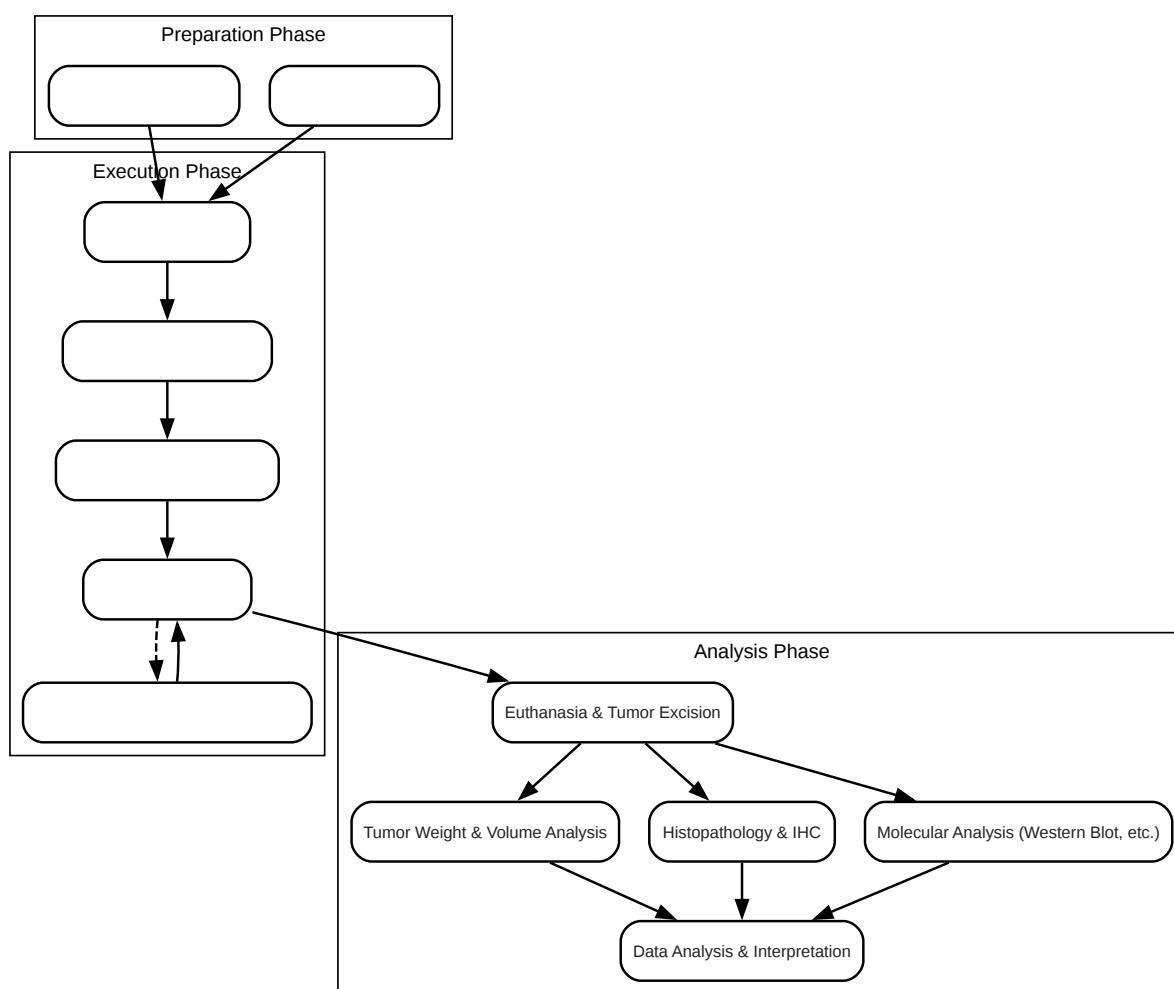 Preparation Phase
Execution Phase
Analysis Phase
Euthanasia & Tumor Excision
Tumor Weight & Volume Analysis
Histopathology & IHC
Molecular Analysis (Western Blot, etc.)
Data Analysis & Interpretation